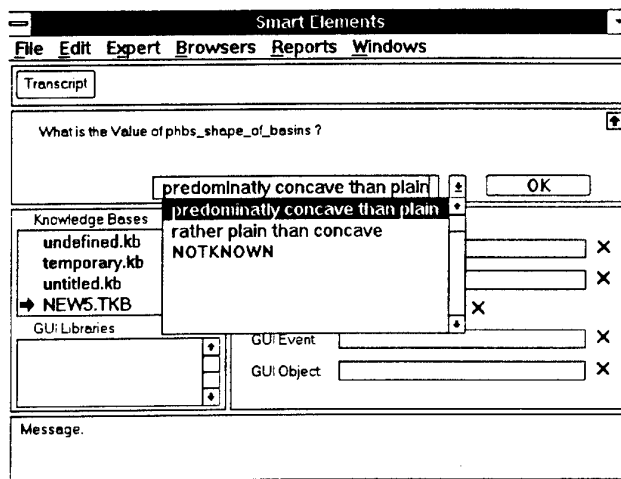 Smart Elements
File Edit Expert Browsers Reports Windows
Transcript
What is the Value of phbs_shape_of_basins ?
predominatly concave than plain
OK
predominatly concave than plain
rather plain than concave
NOTKNOWN
Knowledge Bases
undefined.kb
temporary.kb
untitled.kb
NEW5.TKB
GUI Libraries
GUI Event
GUI Object
Message.